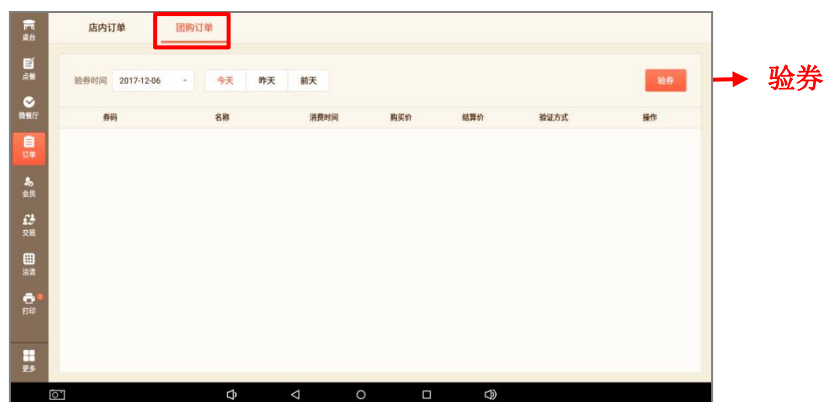 店内订单
团购订单
验券时间 2017-12-06 今天 昨天 前天 验券
验券
券码 名称 消费时间 购买价 结算价 验证方式 操作
桌台
点餐
微餐厅
订单
会员
交班
沽清
打印
更多